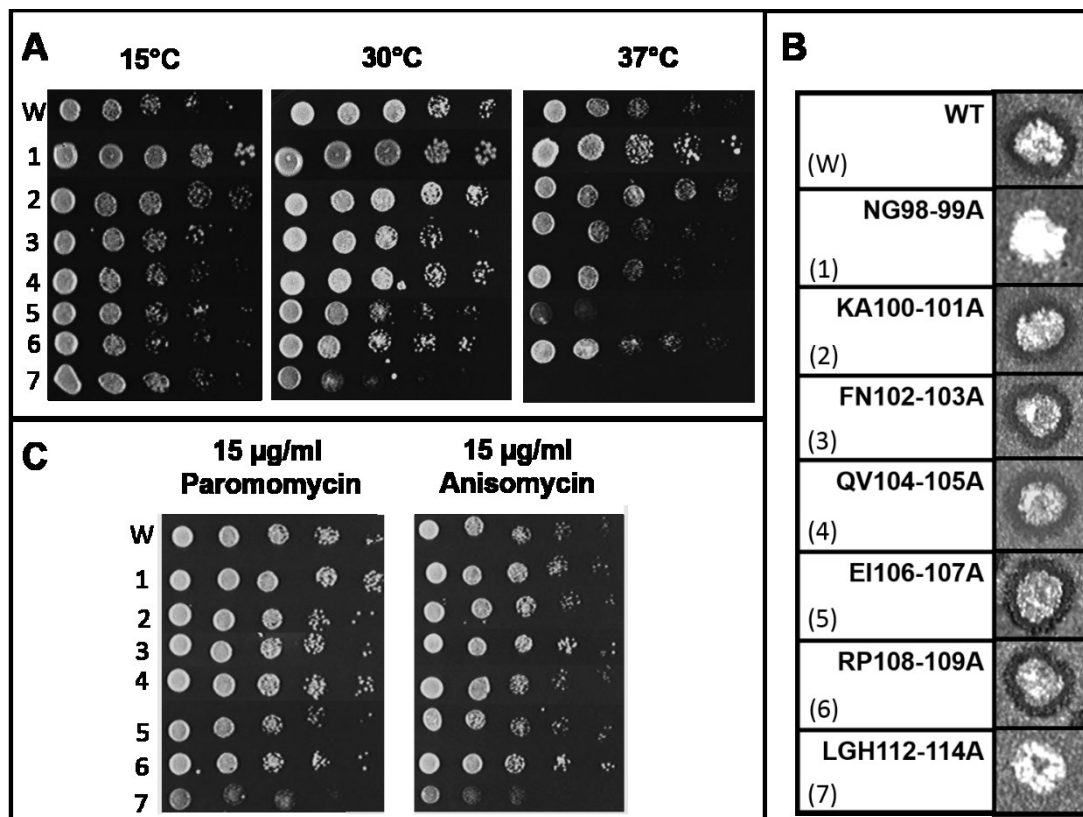 A
15°C 30°C 37°C
W
1
2
3
4
5
6
7
B
WT
(W)
NG98-99A
(1)
KA100-101A
(2)
FN102-103A
(3)
QV104-105A
(4)
EI106-107A
(5)
RP108-109A
(6)
LGH112-114A
(7)
C
15 µg/ml 15 µg/ml
Paromomycin Anisomycin
W
1
2
3
4
5
6
7